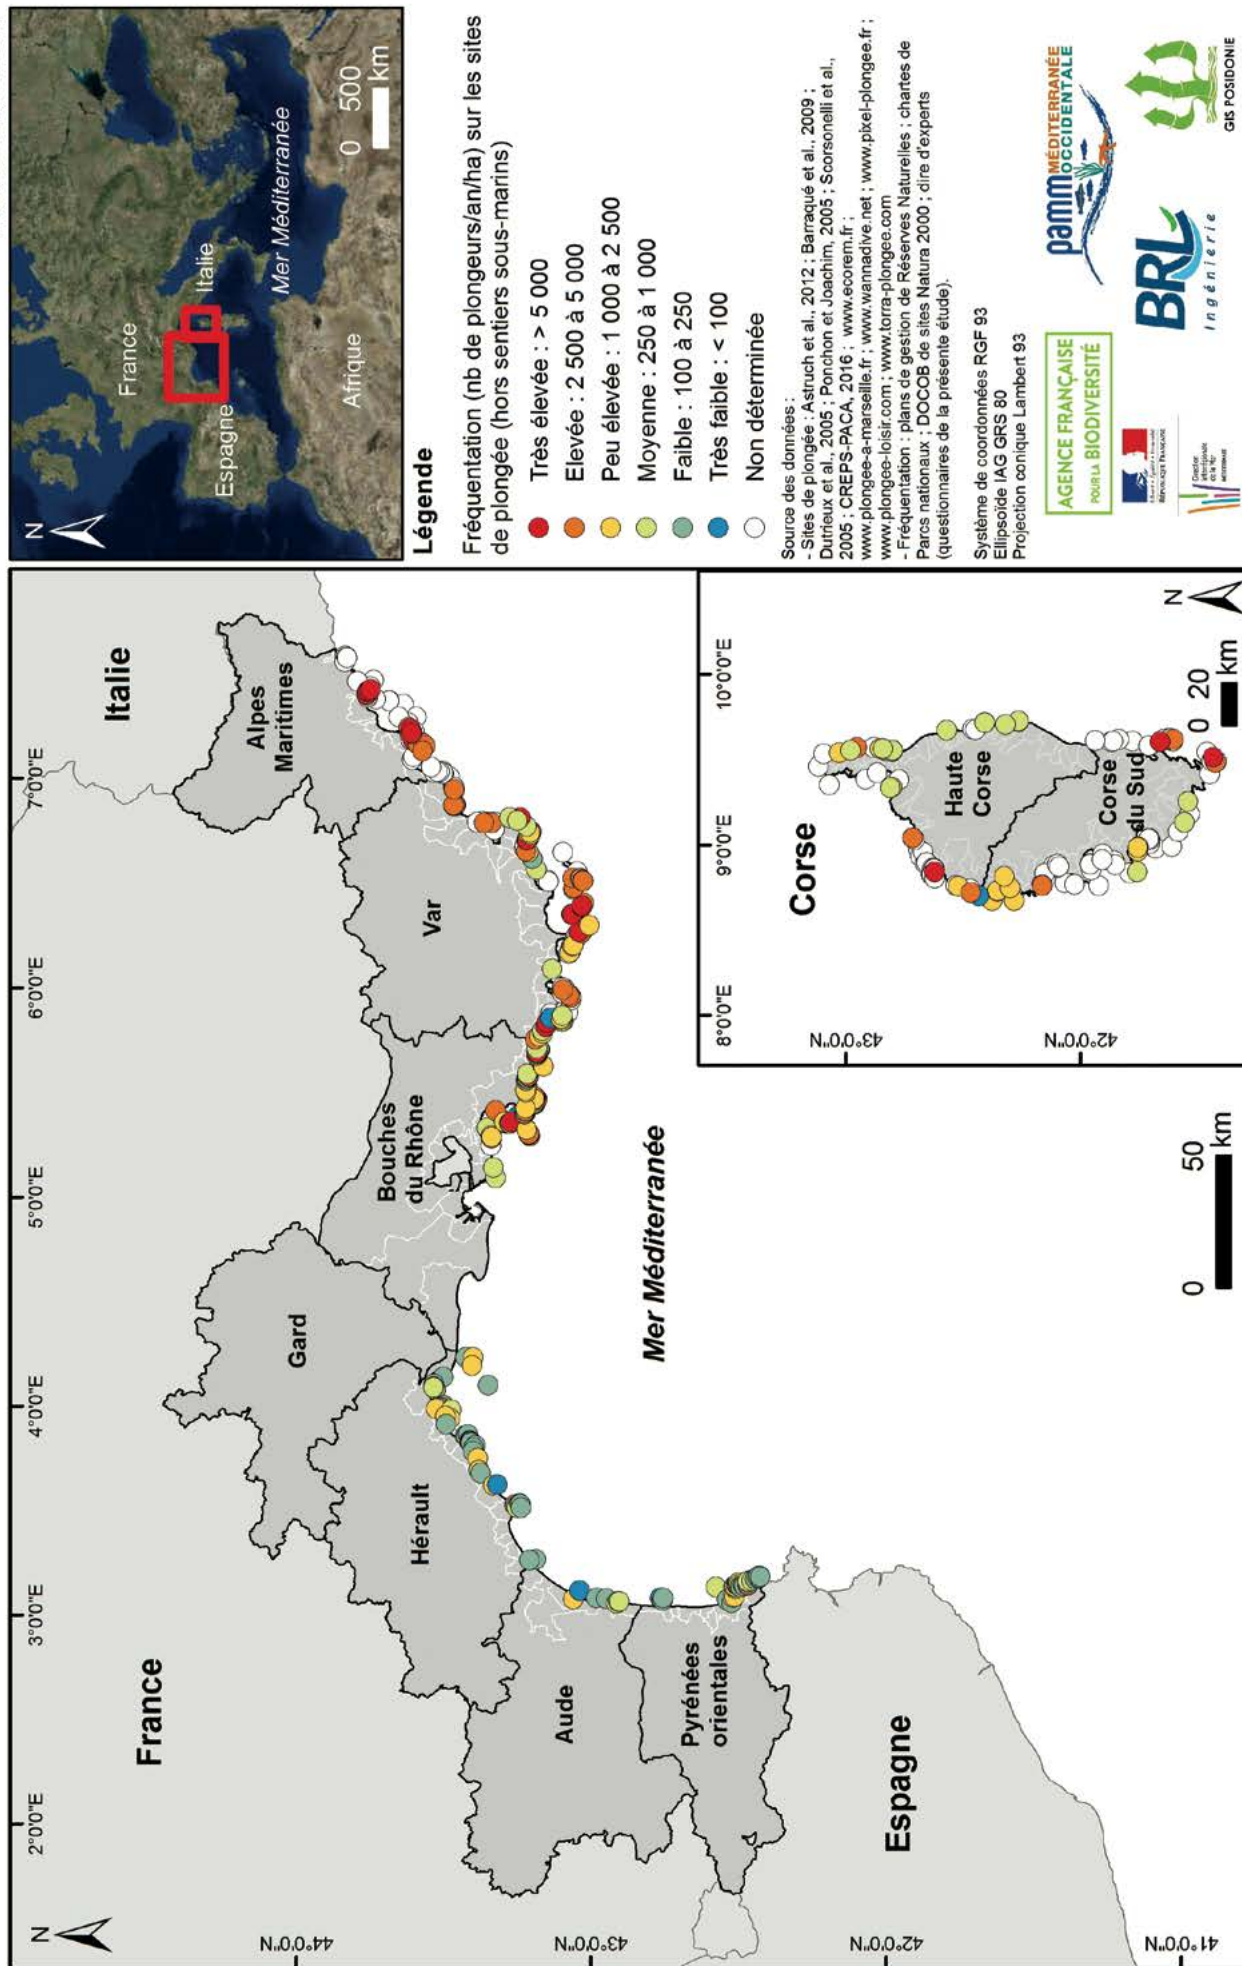 N
2°0'0"E
3°0'0"E
4°0'0"E
5°0'0"E
6°0'0"E
7°0'0"E
44°0'0"N
43°0'0"N
42°0'0"N
41°0'0"N
France
Italie
Alpes
Maritimes
Var
Bouches
du Rhône
Gard
Hérault
Aude
Pyrénées
orientales
Espagne
Mer Méditerranée
0 50
km
Corse
8°0'0"E
9°0'0"E
10°0'0"E
43°0'0"N
42°0'0"N
Haute
Corse
Corse
du Sud
N
0 20
km
N
France
Italie
Espagne
Mer Méditerranée
Afrique
0 500
km
Légende
Fréquentation (nb de plongeurs/an/ha) sur les sites
de plongée (hors sentiers sous-marins)
Très élevée : > 5 000
Elevée : 2 500 à 5 000
Peu élevée : 1 000 à 2 500
Moyenne : 250 à 1 000
Faible : 100 à 250
Très faible : < 100
Non déterminée
Source des données :
- Sites de plongée : Astruch et al., 2012 ; Barraqué et al., 2009 ;
Dutrieux et al., 2005 ; Ponchon et Joachim, 2005 ; Scorsonelli et al.,
2005 ; CREPS-PACA, 2016 ; www.ecorem.fr ;
www.plongee-a-marseille.fr ; www.wannadive.net ; www.pixel-plongee.fr ;
www.plongee-loisir.com ; www.torra-plongee.com
- Fréquentation : plans de gestion de Réserves Naturelles ; chartes de
Parcs nationaux ; DOCOB de sites Natura 2000 ; dire d'experts
(questionnaires de la présente étude).
Système de coordonnées RGF 93
Ellipsoïde IAG GRS 80
Projection conique Lambert 93
AGENCE FRANÇAISE
POUR LA BIODIVERSITÉ
pamm MÉDITERRANÉE
OCCIDENTALE
RÉPUBLIQUE FRANÇAISE
BRL
Ingénierie
GIS POSIDONIE